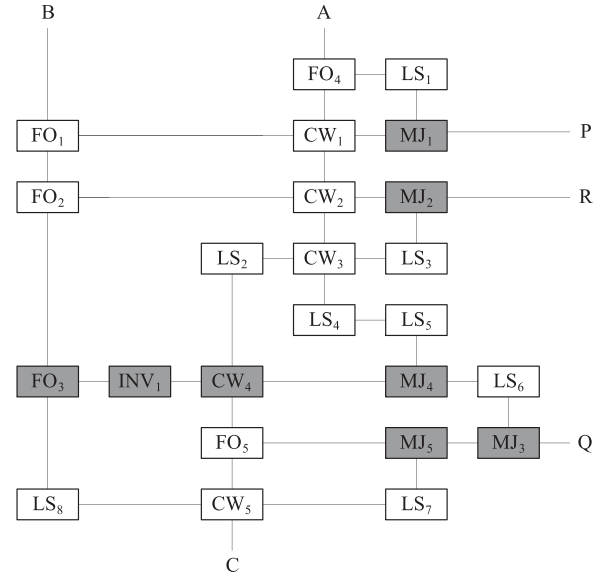 B A
FO₄ LS₁
FO₁ CW₁ MJ₁ P
FO₂ CW₂ MJ₂ R
LS₂ CW₃ LS₃
LS₄ LS₅
FO₃ INV₁ CW₄ MJ₄ LS₆
FO₅ MJ₅ MJ₃ Q
LS₈ CW₅ LS₇
C